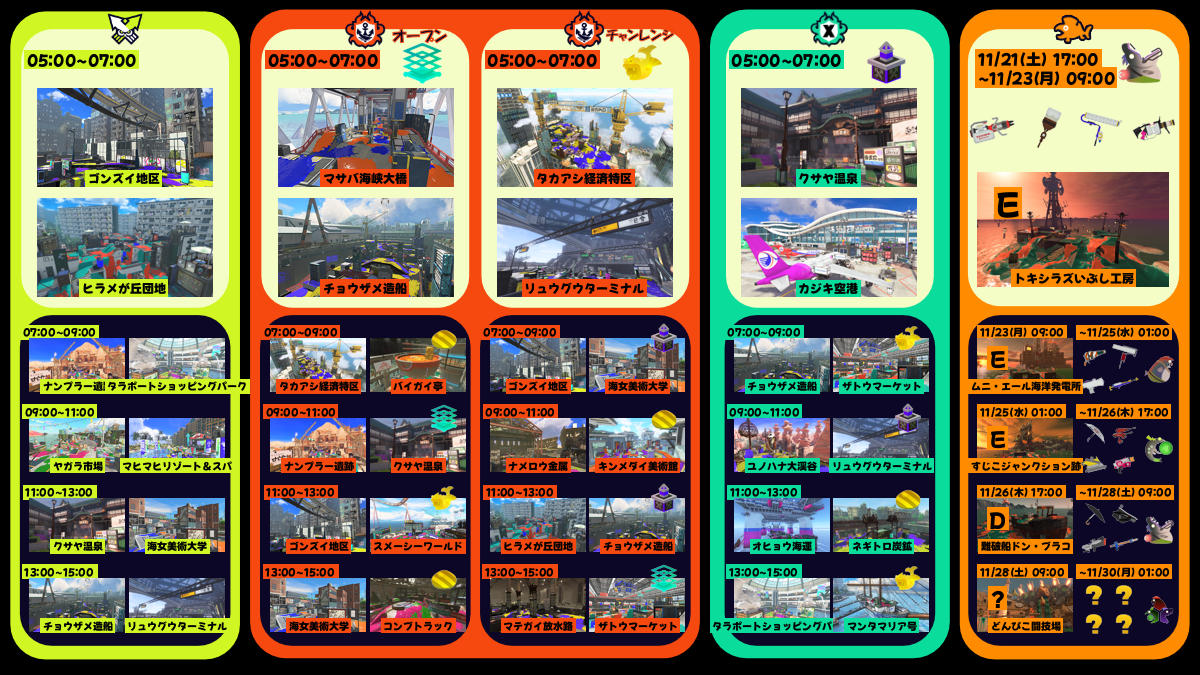 05:00~07:00
ゴンズイ地区
ヒラメが丘団地
07:00~09:00
ナンプラー遺
タラポートショッピングパーク
09:00~11:00
ヤガラ市場
マヒマヒリゾート&スパ
11:00~13:00
クサヤ温泉
海女美術大学
13:00~15:00
チョウザメ造船
リュウグウターミナル
オープン
05:00~07:00
マサバ海峡大橋
チョウザメ造船
チャンレンジ
05:00~07:00
タカアシ経済特区
リュウグウターミナル
07:00~09:00
タカアシ経済特区
バイガイ亭
09:00~11:00
ナンプラー遺跡
クサヤ温泉
11:00~13:00
ゴンズイ地区
スメーシーワールド
13:00~15:00
海女美術大学
コンブトラック
07:00~09:00
ゴンズイ地区
海女美術大学
09:00~11:00
ナメロウ金属
キンメダイ美術館
11:00~13:00
ヒラメが丘団地
チョウザメ造船
13:00~15:00
マテガイ放水路
ザトウマーケット
X
05:00~07:00
クサヤ温泉
カジキ空港
07:00~09:00
チョウザメ造船
ザトウマーケット
09:00~11:00
ユノハナ大渓谷
リュウグウターミナル
11:00~13:00
オヒョウ海運
ネギトロ炭鉱
13:00~15:00
タラポートショッピングパ
マンタマリア号
11/21(土) 17:00
~11/23(月) 09:00
E
トキシラズいぶし工房
11/23(月) 09:00
~11/25(水) 01:00
E
ムニ・エール海洋発電所
11/25(水) 01:00
~11/26(木) 17:00
E
すじこジャンクション跡
11/26(木) 17:00
~11/28(土) 09:00
D
難破船ドン・ブラコ
11/28(土) 09:00
~11/30(月) 01:00
?
? ?
? ?
どんぴこ闘技場